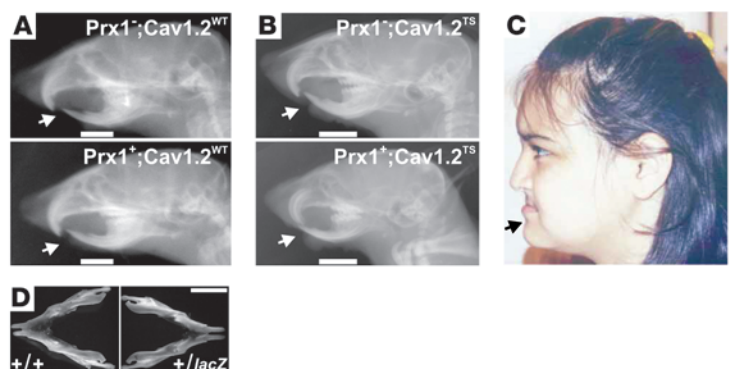 A
Prx1⁻;Cav1.2ᵂᵀ
Prx1⁺;Cav1.2ᵂᵀ
B
Prx1⁻;Cav1.2ᵀˢ
Prx1⁺;Cav1.2ᵀˢ
C
D
+/+
+/lacZ